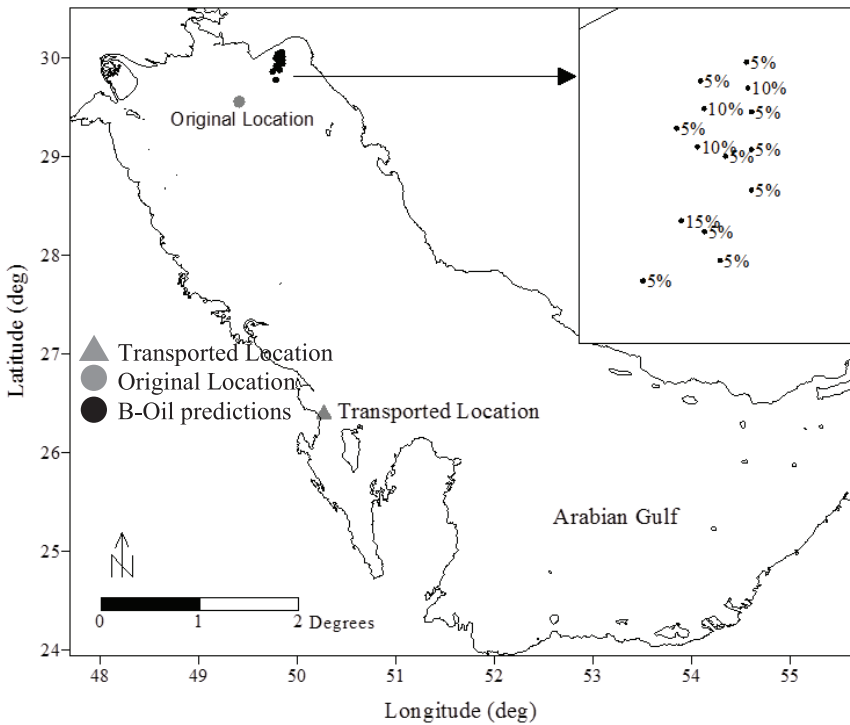 30
29
28
27
26
25
24
Latitude (deg)
48
49
50
51
52
53
54
55
Longitude (deg)
Original Location
5%
5%
10%
10%
5%
5%
10%
5%
5%
5%
15%
5%
5%
5%
Transported Location
Original Location
B-Oil predictions
Transported Location
Arabian Gulf
N
0 1 2 Degrees